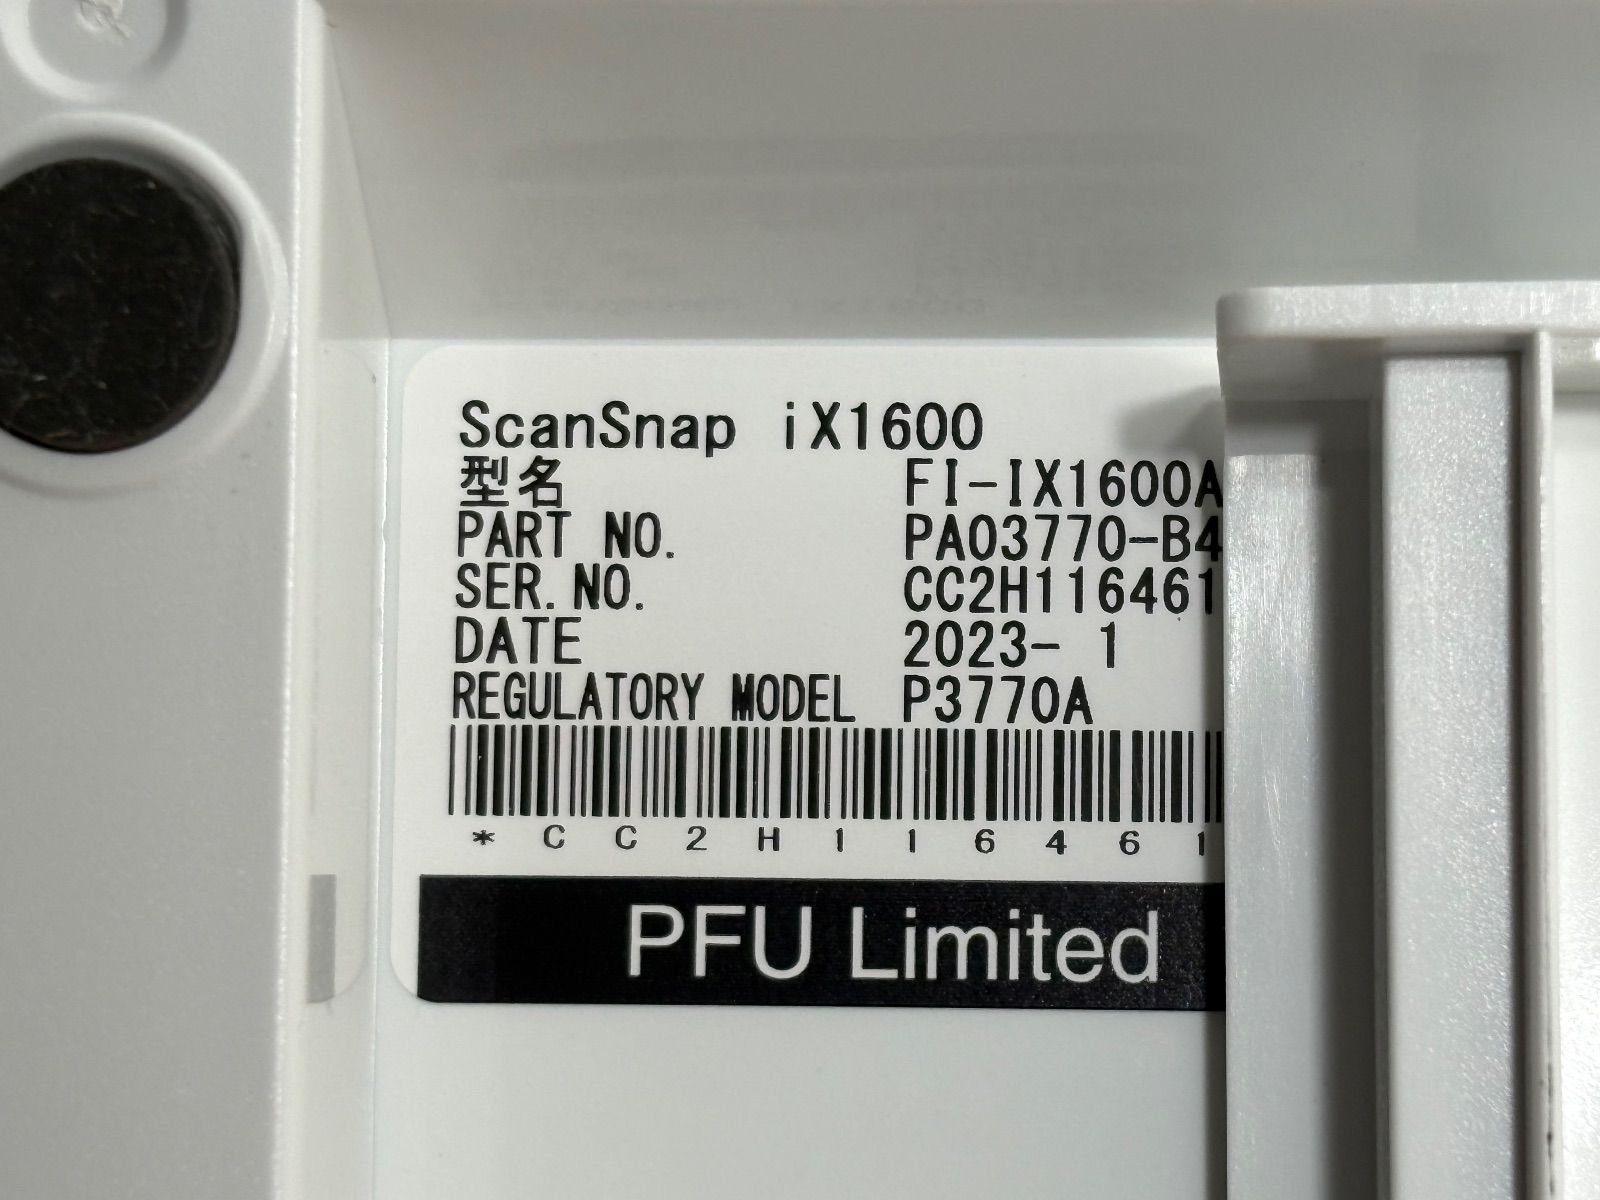 ScanSnap iX1600
型名 FI-IX1600A
PART NO. PA03770-B4
SER.NO. CC2H116461
DATE 2023- 1
REGULATORY MODEL P3770A
*CC2H116461
PFU Limited